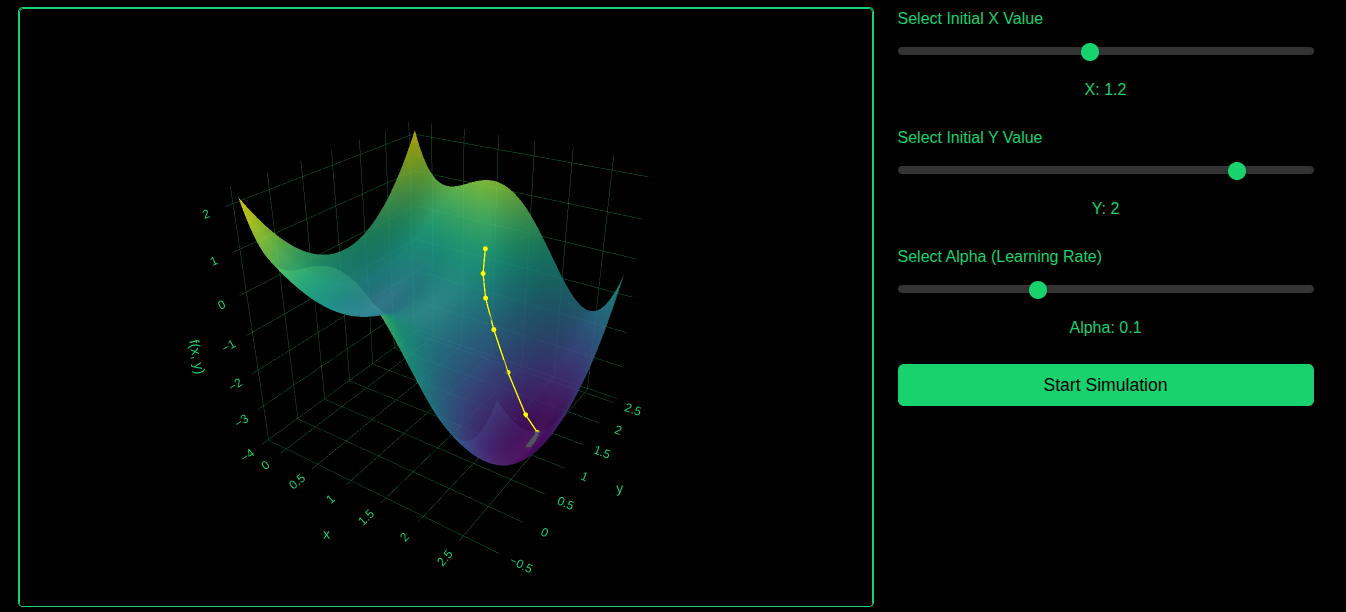 Select Initial X Value
X: 1.2
Select Initial Y Value
Y: 2
Select Alpha (Learning Rate)
Alpha: 0.1
Start Simulation
2
1
0
−1
−2
−3
−4
f(x, y)
0
0.5
1
1.5
2
2.5
x
2.5
2
1.5
1
0.5
0
−0.5
y